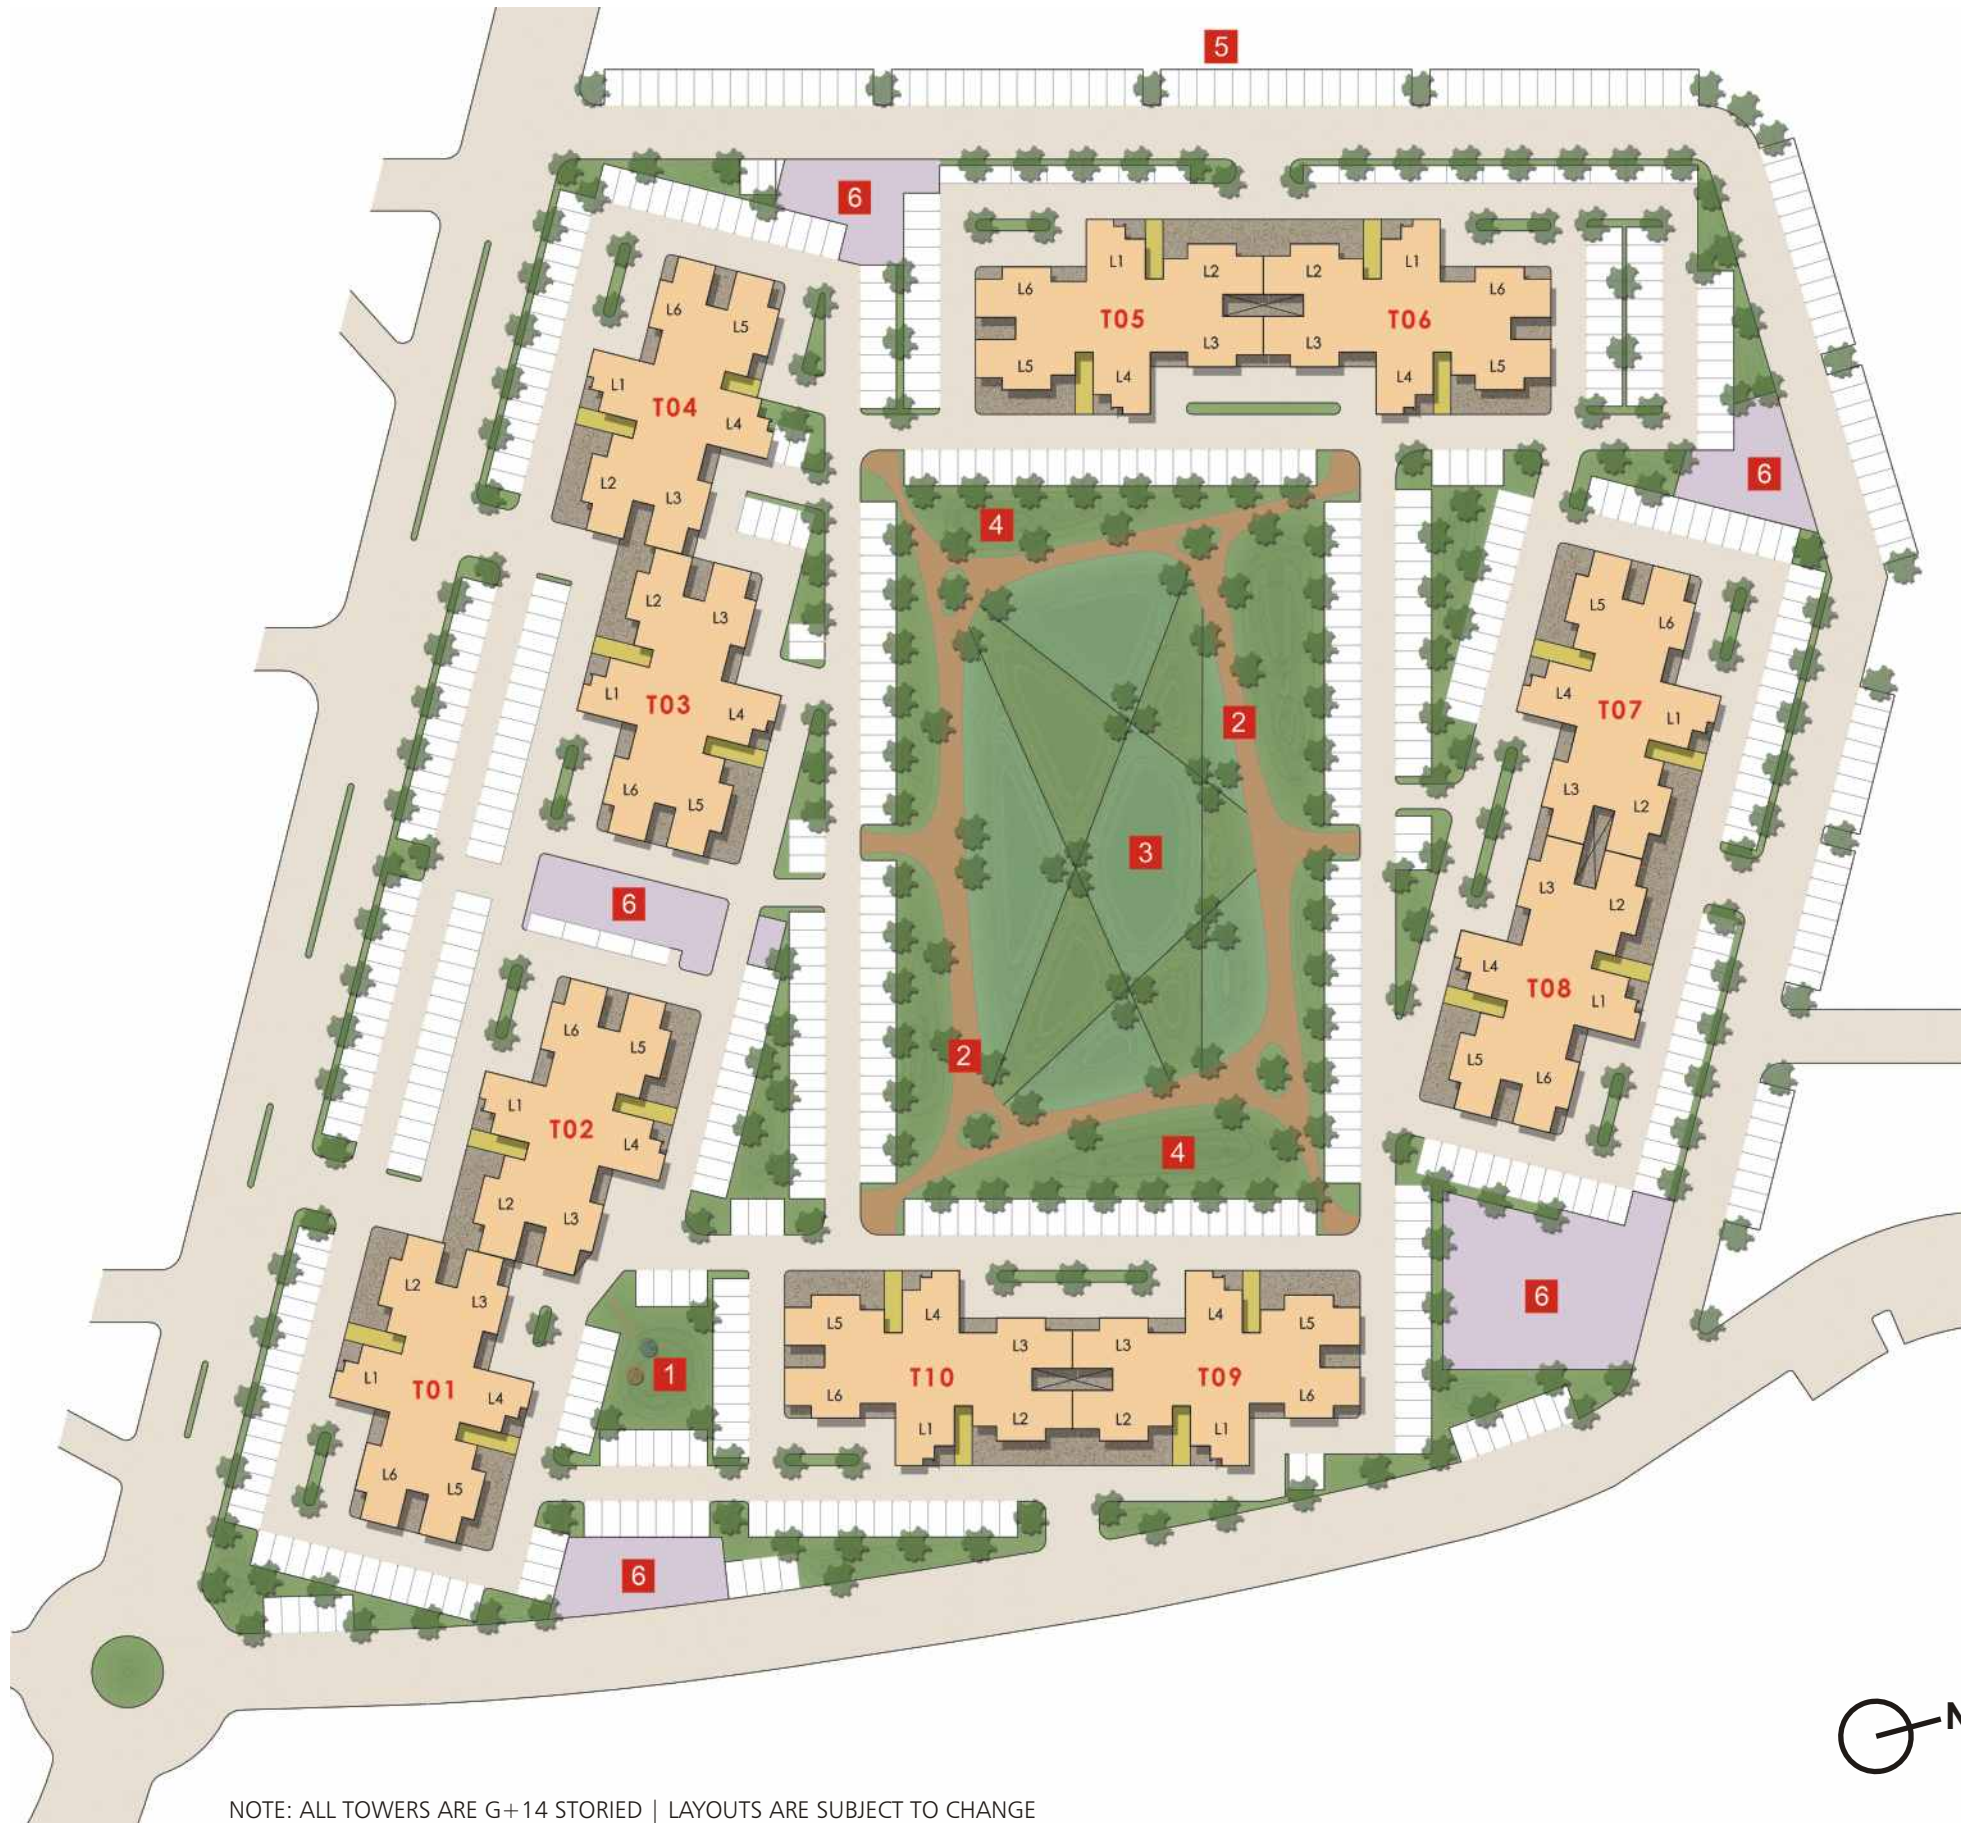 5
6
L1 L2 L2 L1
L6 L6
T05 T06
L5 L3 L3 L5
L4 L4
L6
L5
L1
T04
L4
L2
L3
6
4
L2
L3
L1
T03
L4
L6
L5
L5
L6
L4
T07
L1
L3
L2
2
3
6
L3
L2
L4
T08
L1
L5
L6
L6
L5
L1
T02
L4
L2
L3
2
4
L2
L3
L1
T01
L4
L6
L5
1
L4 L4
L5 L5
L3 L3
T10 T09
L6 L6
L1 L2 L2 L1
6
6
N
NOTE: ALL TOWERS ARE G+14 STORIED | LAYOUTS ARE SUBJECT TO CHANGE